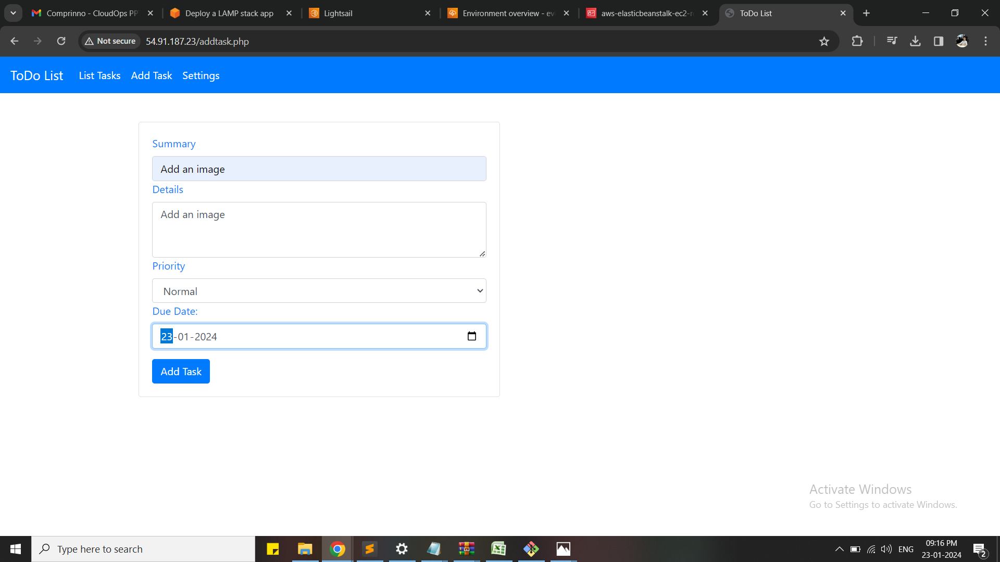 Comprinno - CloudOps PP
Deploy a LAMP stack app
Lightsail
Environment overview - ev
aws-elasticbeanstalk-ec2-r
ToDo List
Not secure
54.91.187.23/addtask.php
ToDo List
List Tasks
Add Task
Settings
Summary
Add an image
Details
Add an image
Priority
Normal
Due Date:
23-01-2024
Add Task
Activate Windows
Go to Settings to activate Windows.
Type here to search
ENG
09:16 PM
23-01-2024
2